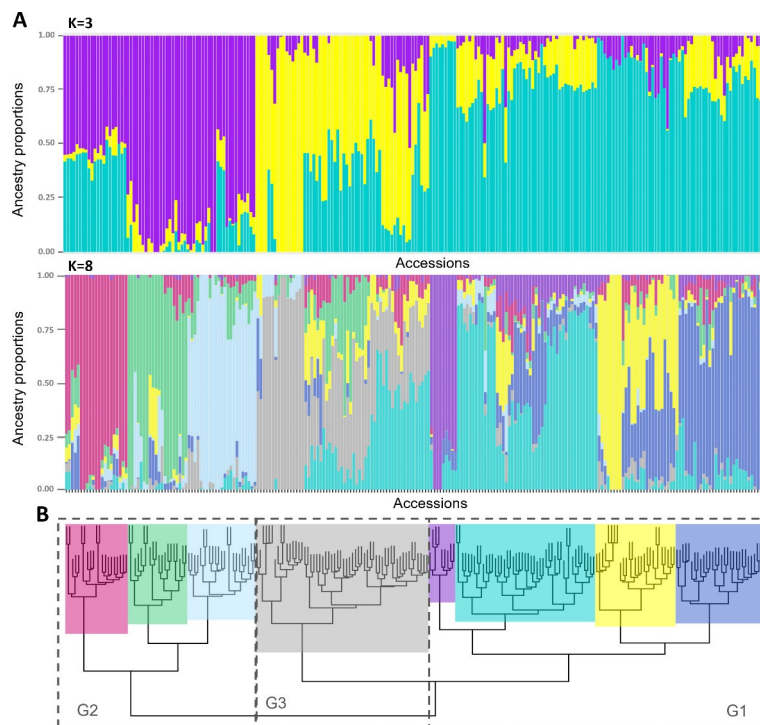 A
K=3
1.00
0.75
0.50
0.25
0.00
Ancestry proportions
Accessions
K=8
1.00
0.75
0.50
0.25
0.00
Ancestry proportions
Accessions
B
G2
G3
G1